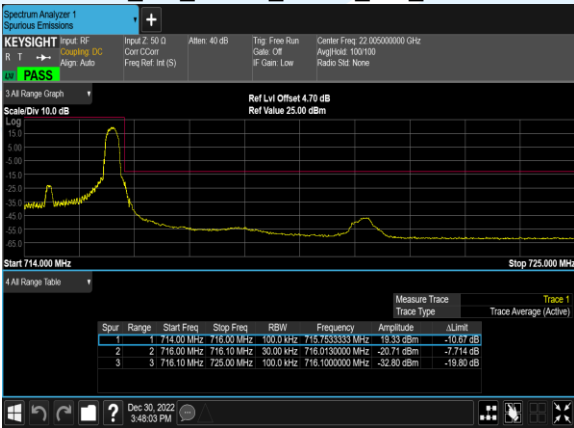 Spectrum Analyzer 1
Spurious Emissions
+
KEYSIGHT
R T
Input: RF
Coupling: DC
Align: Auto
Input Z: 50 Ω
Corr CCorr
Freq Ref: Int (S)
Atten: 40 dB
Trig: Free Run
Gate: Off
IF Gain: Low
Center Freq: 22.005000000 GHz
Avg|Hold: 100/100
Radio Std: None
PASS
3 All Range Graph
Ref Lvl Offset 4.70 dB
Scale/Div 10.0 dB
Ref Value 25.00 dBm
Log
15.0
5.00
-5.00
-15.0
-25.0
-35.0
-45.0
-55.0
-65.0
Start 714.000 MHz
Stop 725.000 MHz
4 All Range Table
Measure Trace Trace 1
Trace Type Trace Average (Active)
Spur Range Start Freq Stop Freq RBW Frequency Amplitude ΔLimit
1 1 714.00 MHz 716.00 MHz 100.0 kHz 715.7533333 MHz 19.33 dBm -10.67 dB
2 2 716.00 MHz 716.10 MHz 30.00 kHz 716.0130000 MHz -20.71 dBm -7.714 dB
3 3 716.10 MHz 725.00 MHz 100.0 kHz 716.1000000 MHz -32.80 dBm -19.80 dB
?
Dec 30, 2022
3:48:03 PM